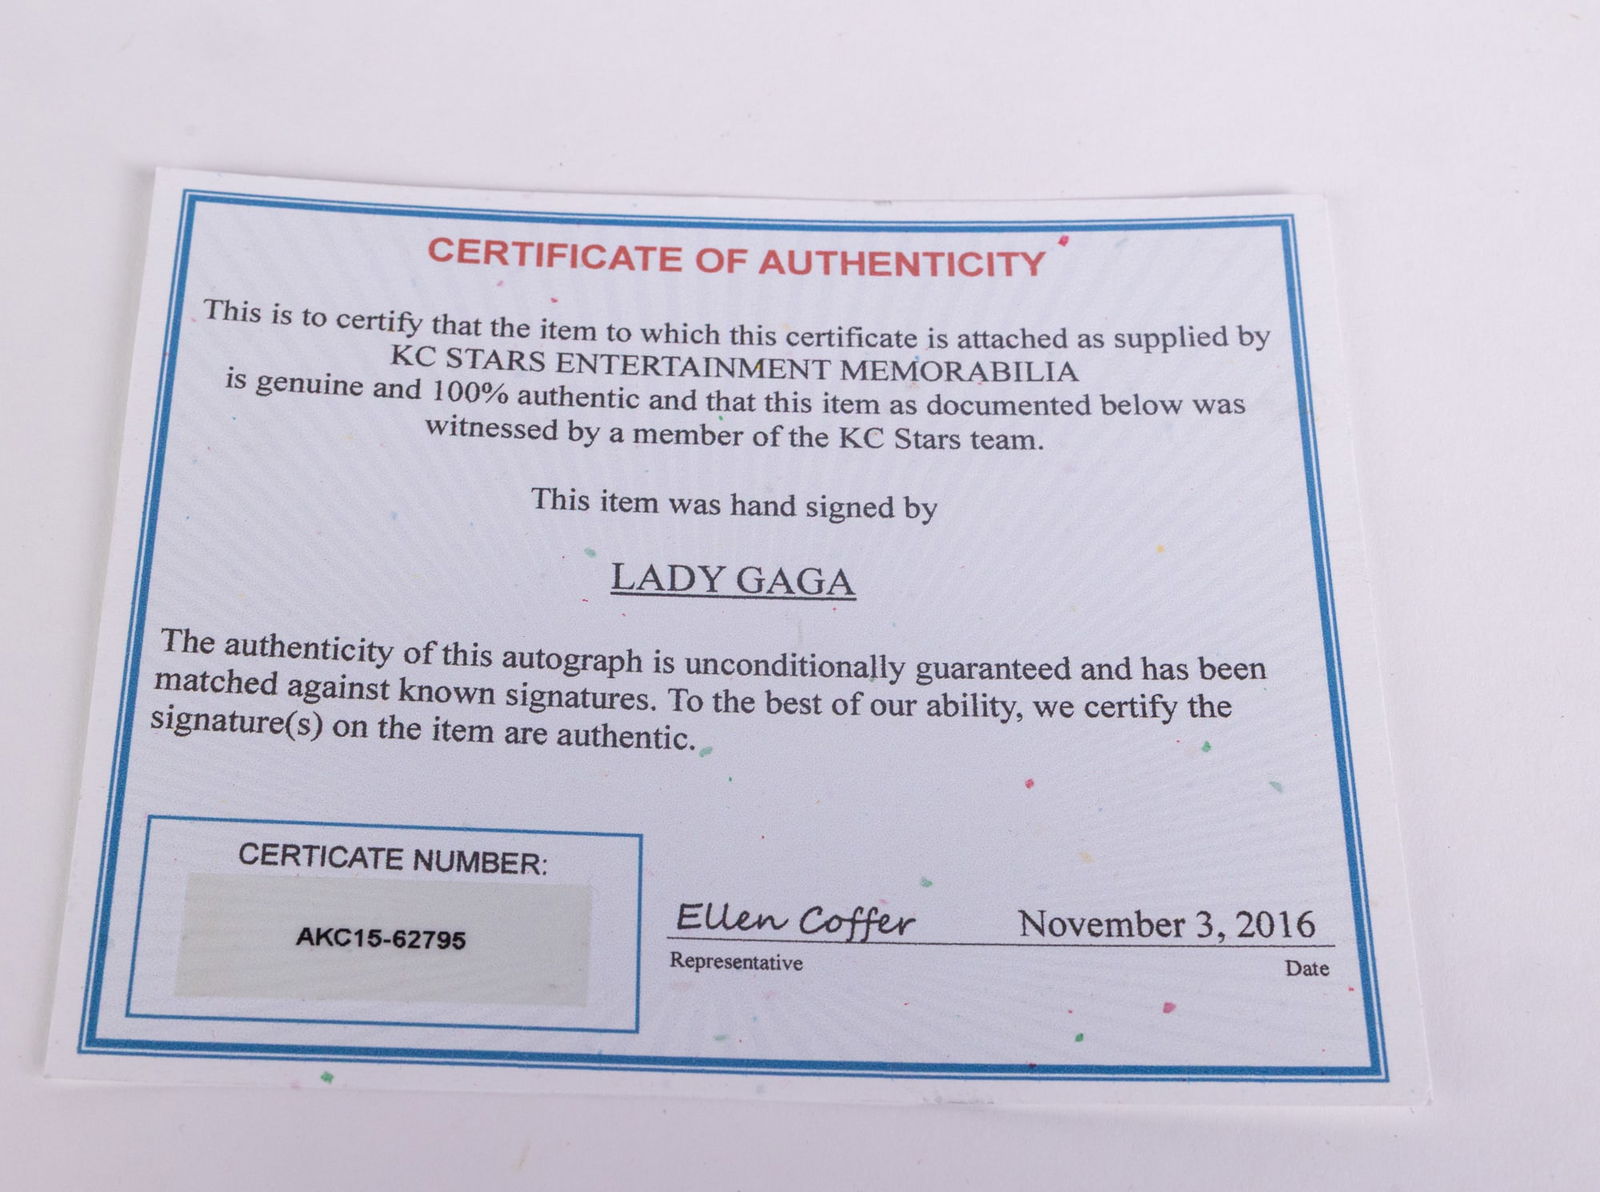 CERTIFICATE OF AUTHENTICITY
This is to certify that the item to which this certificate is attached as supplied by
KC STARS ENTERTAINMENT MEMORABILIA
is genuine and 100% authentic and that this item as documented below was
witnessed by a member of the KC Stars team.
This item was hand signed by
LADY GAGA
The authenticity of this autograph is unconditionally guaranteed and has been
matched against known signatures. To the best of our ability, we certify the
signature(s) on the item are authentic.
CERTICATE NUMBER:
AKC15-62795
Ellen Coffer November 3, 2016
Representative Date